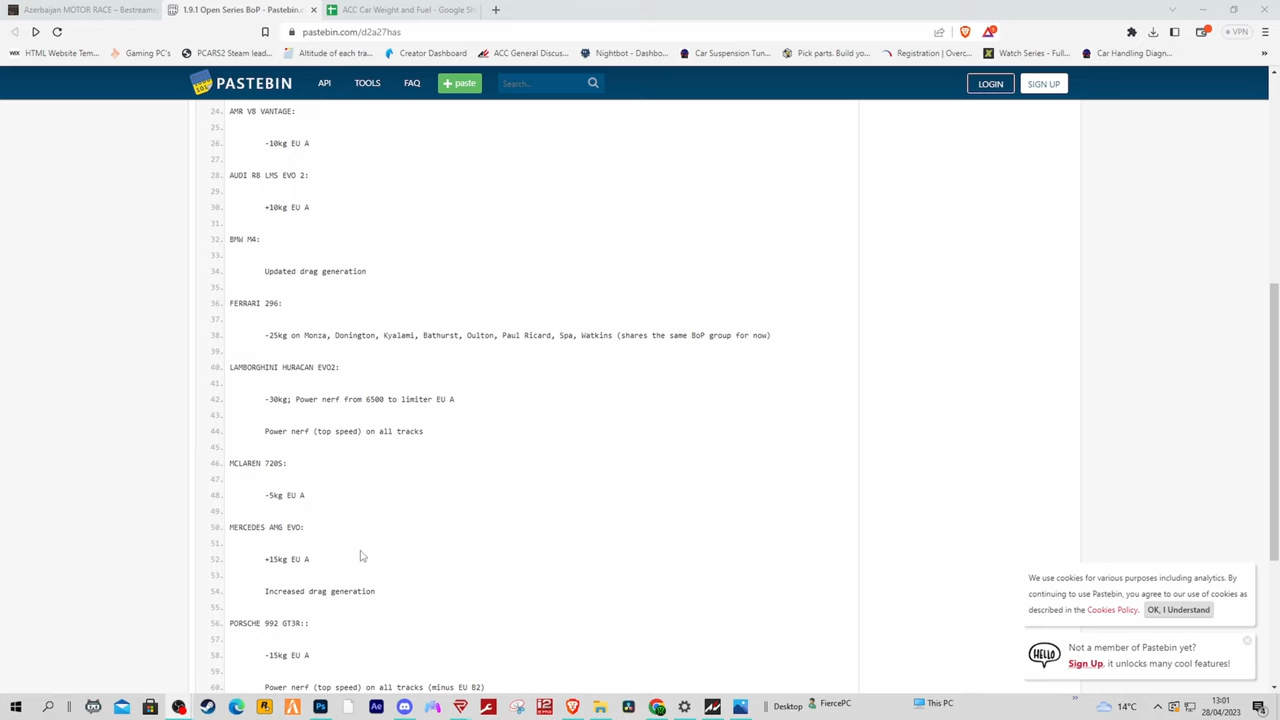 Azerbaijan MOTOR RACE – Bestream
1.9.1 Open Series BoP - Pastebin.c
ACC Car Weight and Fuel - Google Sh
pastebin.com/d2a27has
VPN
HTML Website Tem...
Gaming PC's
PCARS2 Steam lead...
Altitude of each tra...
Creator Dashboard
ACC General Discus...
Nightbot - Dashbo...
Car Suspension Tun...
Pick parts. Build yo...
Registration | Overc...
Watch Series - Full...
Car Handling Diagn...
PASTEBIN
API
TOOLS
FAQ
+ paste
Search...
LOGIN
SIGN UP
24. AMR V8 VANTAGE:
25.
26. -10kg EU A
27.
28. AUDI R8 LMS EVO 2:
29.
30. +10kg EU A
31.
32. BMW M4:
33.
34. Updated drag generation
35.
36. FERRARI 296:
37.
38. -25kg on Monza, Donington, Kyalami, Bathurst, Oulton, Paul Ricard, Spa, Watkins (shares the same BoP group for now)
39.
40. LAMBORGHINI HURACAN EVO2:
41.
42. -30kg; Power nerf from 6500 to limiter EU A
43.
44. Power nerf (top speed) on all tracks
45.
46. MCLAREN 720S:
47.
48. -5kg EU A
49.
50. MERCEDES AMG EVO:
51.
52. +15kg EU A
53.
54. Increased drag generation
55.
56. PORSCHE 992 GT3R::
57.
58. -15kg EU A
59.
60. Power nerf (top speed) on all tracks (minus EU B2)
We use cookies for various purposes including analytics. By
continuing to use Pastebin, you agree to our use of cookies as
described in the Cookies Policy. OK, I Understand
HELLO
Not a member of Pastebin yet?
Sign Up, it unlocks many cool features!
Desktop
FiercePC
This PC
14°C
13:01
28/04/2023